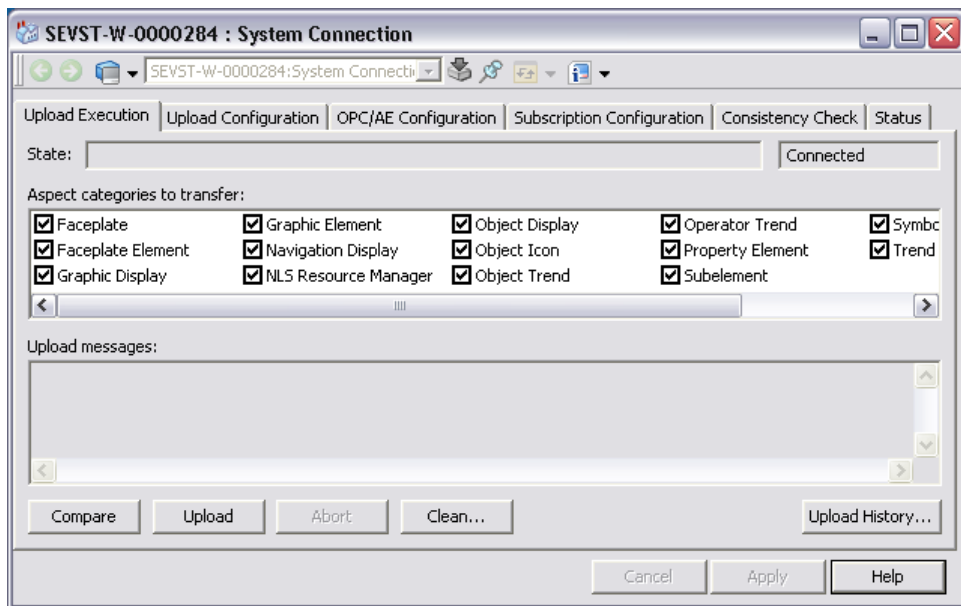 SEVST-W-0000284 : System Connection
SEVST-W-0000284:System Connecti
Upload Execution Upload Configuration OPC/AE Configuration Subscription Configuration Consistency Check Status
State: Connected
Aspect categories to transfer:
Faceplate Graphic Element Object Display Operator Trend Symbo
Faceplate Element Navigation Display Object Icon Property Element Trend
Graphic Display NLS Resource Manager Object Trend Subelement
Upload messages:
Compare Upload Abort Clean... Upload History...
Cancel Apply Help